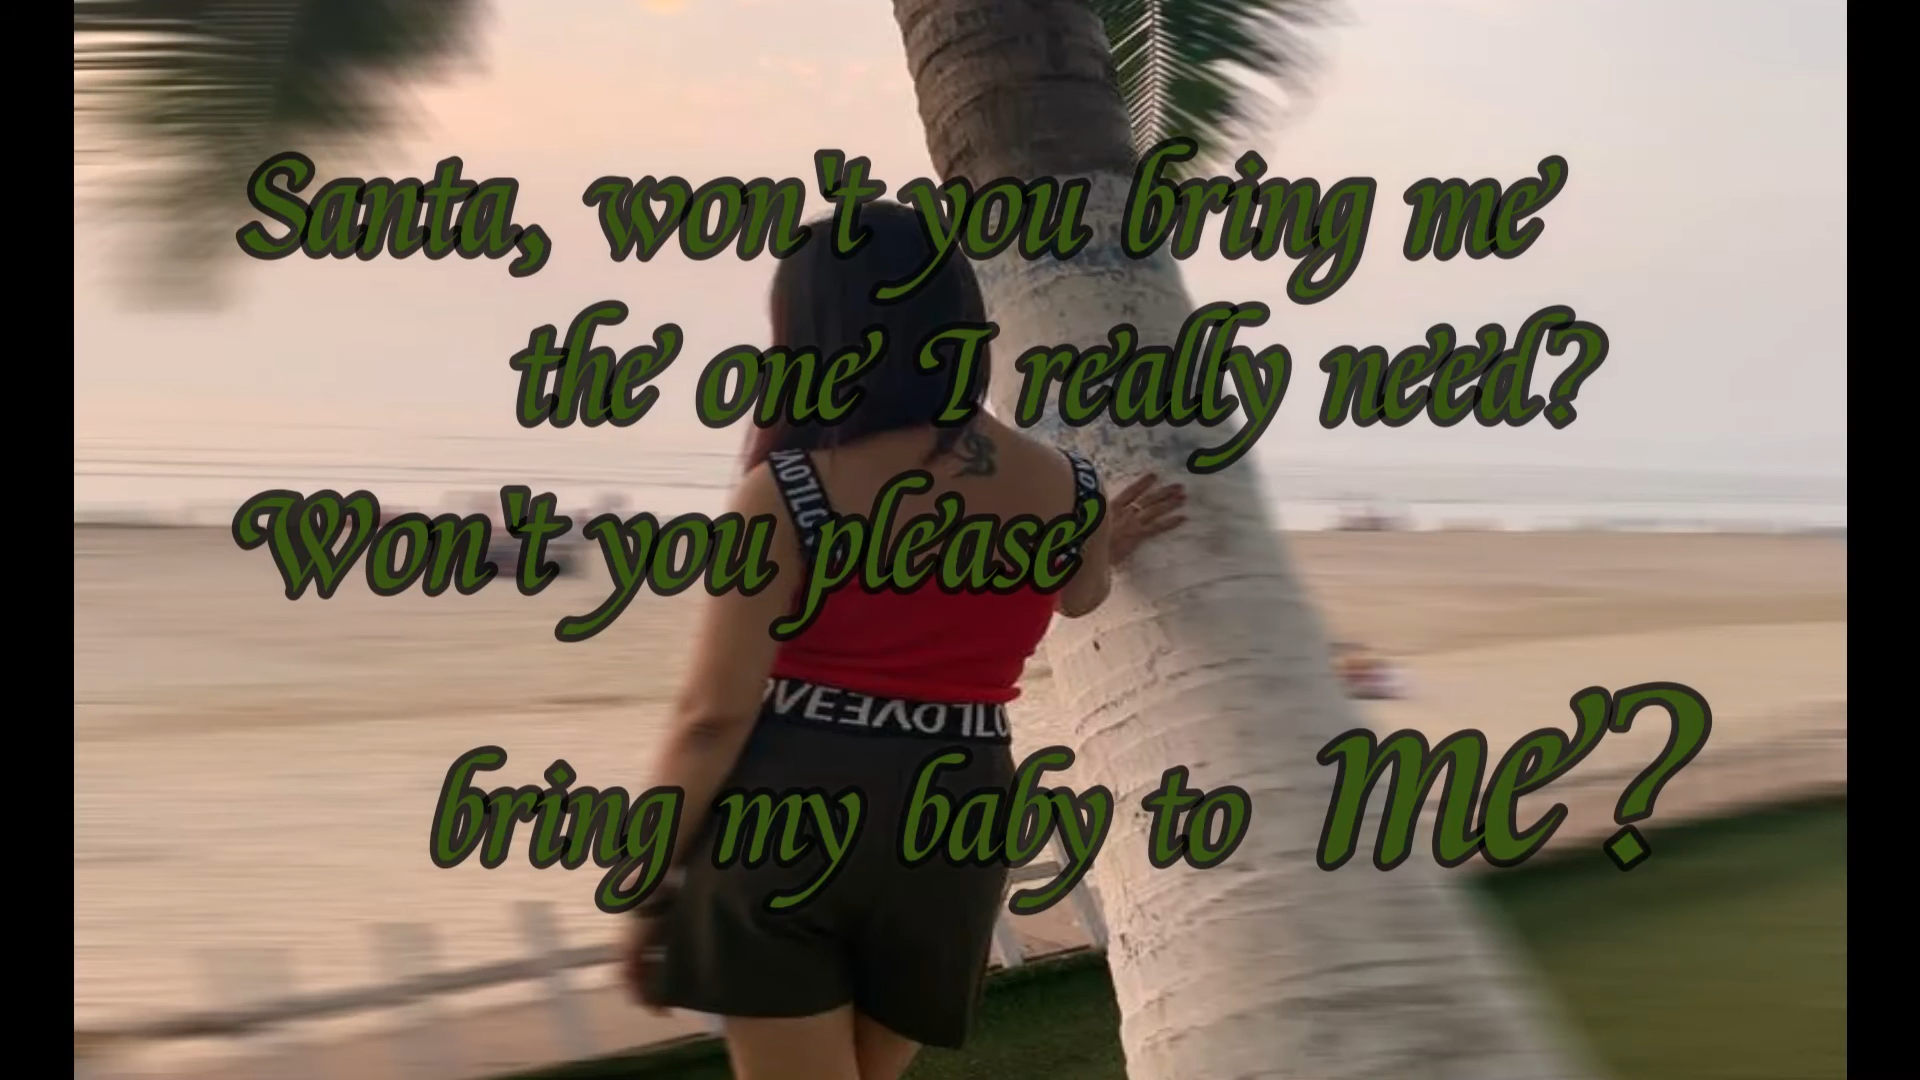 Santa, won't you bring me
the one I really need?
Won't you please
bring my baby to me?